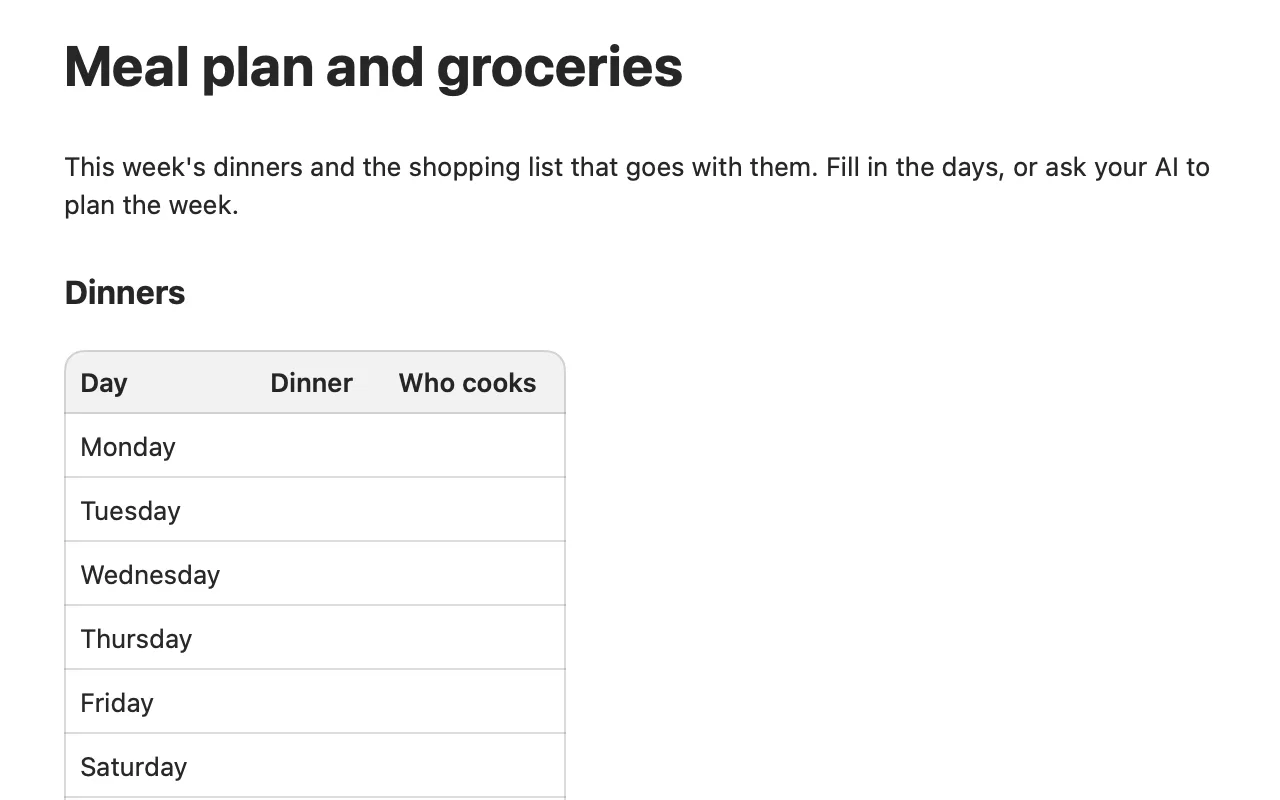 Meal plan and groceries
This week's dinners and the shopping list that goes with them. Fill in the days, or ask your AI to
plan the week.
Dinners
Day Dinner Who cooks
Monday
Tuesday
Wednesday
Thursday
Friday
Saturday